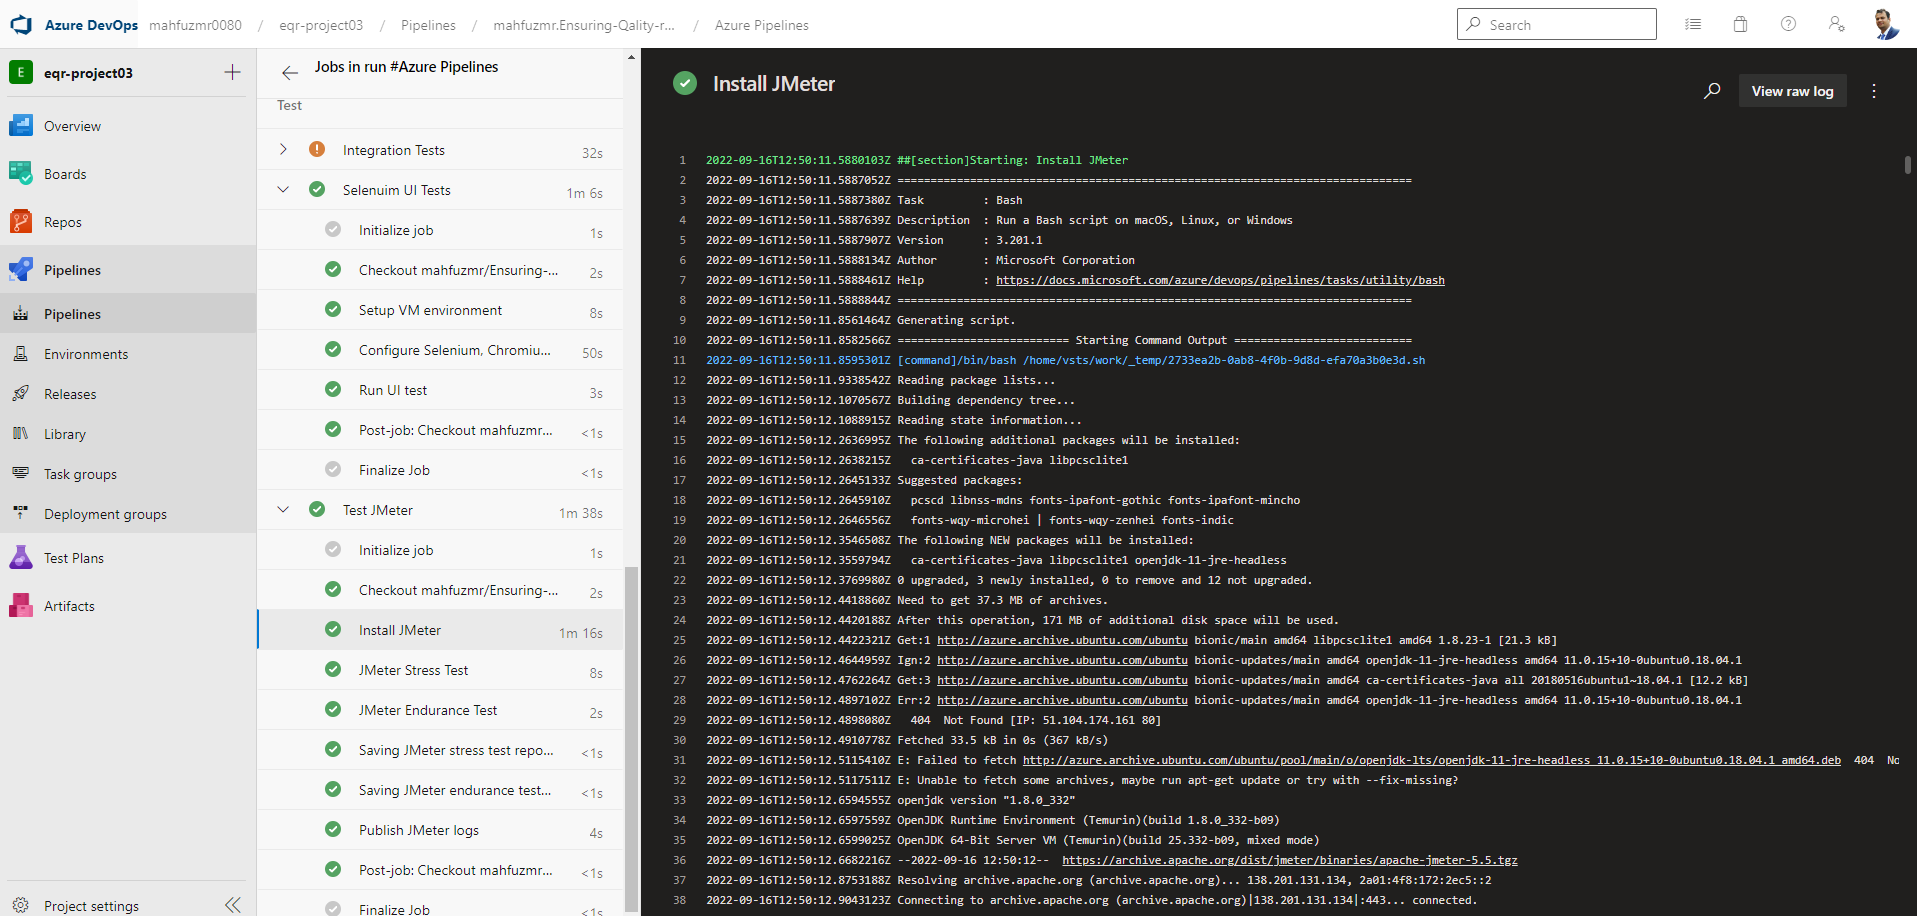 Azure DevOps mahfuzmr0080 / eqr-project03 / Pipelines / mahfuzmr.Ensuring-Qality-r... / Azure Pipelines Search
E eqr-project03
Overview
Boards
Repos
Pipelines
Pipelines
Environments
Releases
Library
Task groups
Deployment groups
Test Plans
Artifacts
Project settings
Jobs in run #Azure Pipelines
Test
Integration Tests 32s
Selenuim UI Tests 1m 6s
Initialize job 1s
Checkout mahfuzmr/Ensuring-... 2s
Setup VM environment 8s
Configure Selenium, Chromiu... 50s
Run UI test 3s
Post-job: Checkout mahfuzmr... <1s
Finalize Job <1s
Test JMeter 1m 38s
Initialize job 1s
Checkout mahfuzmr/Ensuring-... 2s
Install JMeter 1m 16s
JMeter Stress Test 8s
JMeter Endurance Test 2s
Saving JMeter stress test repo... <1s
Saving JMeter endurance test... <1s
Publish JMeter logs 4s
Post-job: Checkout mahfuzmr... <1s
Finalize Job <1s
Install JMeter
View raw log
1 2022-09-16T12:50:11.5880103Z ##[section]Starting: Install JMeter
2 2022-09-16T12:50:11.5887052Z ==============================================================================
3 2022-09-16T12:50:11.5887380Z Task         : Bash
4 2022-09-16T12:50:11.5887639Z Description  : Run a Bash script on macOS, Linux, or Windows
5 2022-09-16T12:50:11.5887907Z Version      : 3.201.1
6 2022-09-16T12:50:11.5888134Z Author       : Microsoft Corporation
7 2022-09-16T12:50:11.5888461Z Help         : https://docs.microsoft.com/azure/devops/pipelines/tasks/utility/bash
8 2022-09-16T12:50:11.5888844Z ==============================================================================
9 2022-09-16T12:50:11.8561464Z Generating script.
10 2022-09-16T12:50:11.8582566Z ========================== Starting Command Output ===========================
11 2022-09-16T12:50:11.8595301Z [command]/bin/bash /home/vsts/work/_temp/2733ea2b-0ab8-4f0b-9d8d-efa70a3b0e3d.sh
12 2022-09-16T12:50:11.9338542Z Reading package lists...
13 2022-09-16T12:50:12.1070567Z Building dependency tree...
14 2022-09-16T12:50:12.1088915Z Reading state information...
15 2022-09-16T12:50:12.2636995Z The following additional packages will be installed:
16 2022-09-16T12:50:12.2638215Z   ca-certificates-java libpcsclite1
17 2022-09-16T12:50:12.2645133Z Suggested packages:
18 2022-09-16T12:50:12.2645910Z   pcscd libnss-mdns fonts-ipafont-gothic fonts-ipafont-mincho
19 2022-09-16T12:50:12.2646556Z   fonts-wqy-microhei | fonts-wqy-zenhei fonts-indic
20 2022-09-16T12:50:12.3546508Z The following NEW packages will be installed:
21 2022-09-16T12:50:12.3559794Z   ca-certificates-java libpcsclite1 openjdk-11-jre-headless
22 2022-09-16T12:50:12.3769980Z 0 upgraded, 3 newly installed, 0 to remove and 12 not upgraded.
23 2022-09-16T12:50:12.4418860Z Need to get 37.3 MB of archives.
24 2022-09-16T12:50:12.4420188Z After this operation, 171 MB of additional disk space will be used.
25 2022-09-16T12:50:12.4422321Z Get:1 http://azure.archive.ubuntu.com/ubuntu bionic/main amd64 libpcsclite1 amd64 1.8.23-1 [21.3 kB]
26 2022-09-16T12:50:12.4644959Z Ign:2 http://azure.archive.ubuntu.com/ubuntu bionic-updates/main amd64 openjdk-11-jre-headless amd64 11.0.15+10-0ubuntu0.18.04.1
27 2022-09-16T12:50:12.4762264Z Get:3 http://azure.archive.ubuntu.com/ubuntu bionic-updates/main amd64 ca-certificates-java all 20180516ubuntu1~18.04.1 [12.2 kB]
28 2022-09-16T12:50:12.4897102Z Err:2 http://azure.archive.ubuntu.com/ubuntu bionic-updates/main amd64 openjdk-11-jre-headless amd64 11.0.15+10-0ubuntu0.18.04.1
29 2022-09-16T12:50:12.4898080Z   404  Not Found [IP: 51.104.174.161 80]
30 2022-09-16T12:50:12.4910778Z Fetched 33.5 kB in 0s (367 kB/s)
31 2022-09-16T12:50:12.5115410Z E: Failed to fetch http://azure.archive.ubuntu.com/ubuntu/pool/main/o/openjdk-lts/openjdk-11-jre-headless_11.0.15+10-0ubuntu0.18.04.1_amd64.deb  404  No
32 2022-09-16T12:50:12.5117511Z E: Unable to fetch some archives, maybe run apt-get update or try with --fix-missing?
33 2022-09-16T12:50:12.6594555Z openjdk version "1.8.0_332"
34 2022-09-16T12:50:12.6597559Z OpenJDK Runtime Environment (Temurin)(build 1.8.0_332-b09)
35 2022-09-16T12:50:12.6599025Z OpenJDK 64-Bit Server VM (Temurin)(build 25.332-b09, mixed mode)
36 2022-09-16T12:50:12.6682216Z --2022-09-16 12:50:12--  https://archive.apache.org/dist/jmeter/binaries/apache-jmeter-5.5.tgz
37 2022-09-16T12:50:12.8753188Z Resolving archive.apache.org (archive.apache.org)... 138.201.131.134, 2a01:4f8:172:2ec5::2
38 2022-09-16T12:50:12.9043123Z Connecting to archive.apache.org (archive.apache.org)|138.201.131.134|:443... connected.